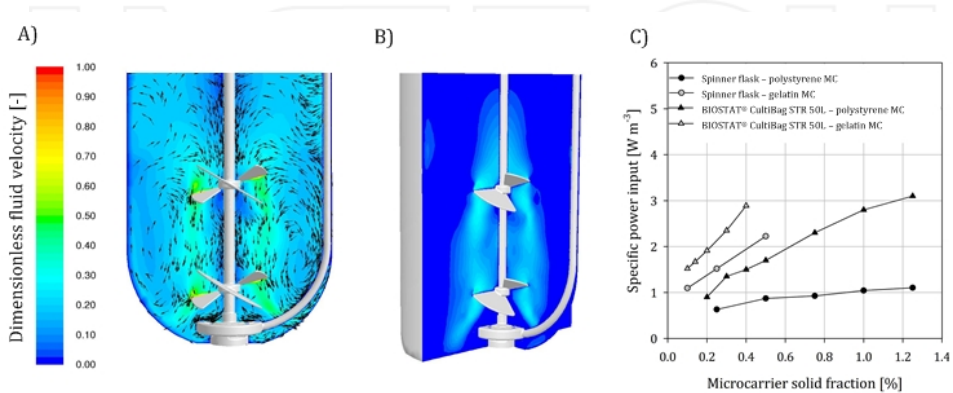 A)
B)
C)
Dimensionless fluid velocity [-]
1.00
0.90
0.80
0.70
0.60
0.50
0.40
0.30
0.20
0.10
0.00
Specific power input [W m-3]
6
5
4
3
2
1
0
Spinner flask – polystyrene MC
Spinner flask – gelatin MC
BIOSTAT® CultiBag STR 50L – polystyrene MC
BIOSTAT® CultiBag STR 50L – gelatin MC
0.0 0.2 0.4 0.6 0.8 1.0 1.2 1.4
Microcarrier solid fraction [%]